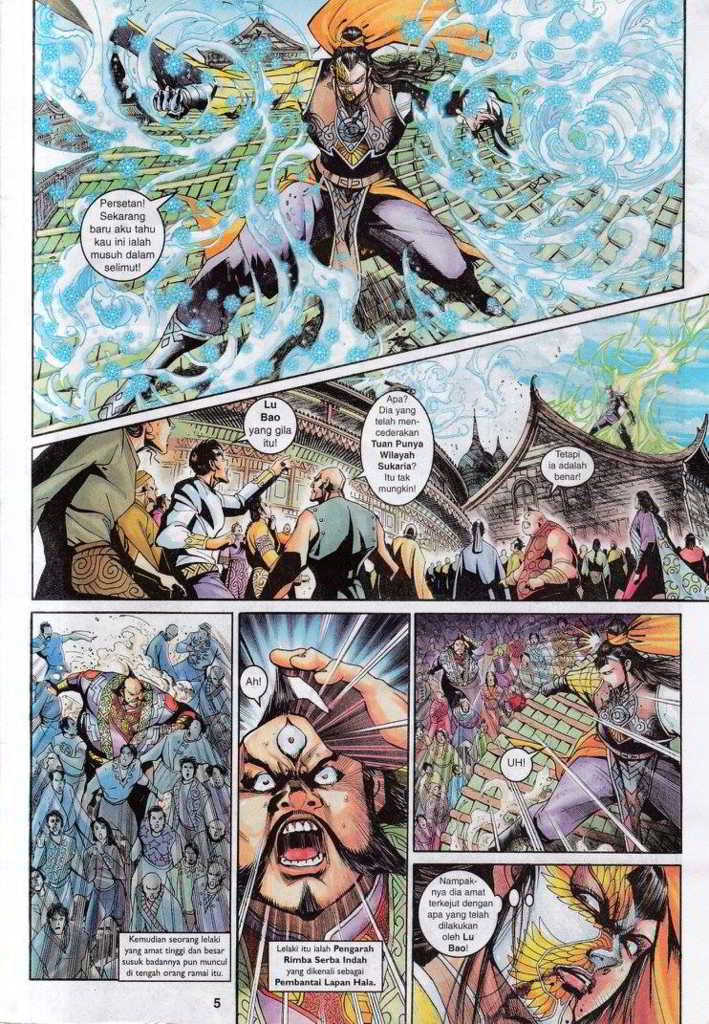 Persetan!
Sekarang
baru aku tahu
kau ini ialah
musuh dalam
selimut!
Lu
Bao
yang gila
itu!
Apa?
Dia yang
telah men-
cederakan
Tuan Punya
Wilayah
Sukaria?
Itu tak
mungkin!
Tetapi
ia adalah
benar!
Kemudian seorang lelaki
yang amat tinggi dan besar
susuk badannya pun muncul
di tengah orang ramai itu.
Ah!
Lelaki itu ialah Pengarah
Rimba Serba Indah
yang dikenali sebagai
Pembantai Lapan Hala.
UH!
Nampak-
nya dia amat
terkejut dengan
apa yang telah
dilakukan
oleh Lu
Bao?
5